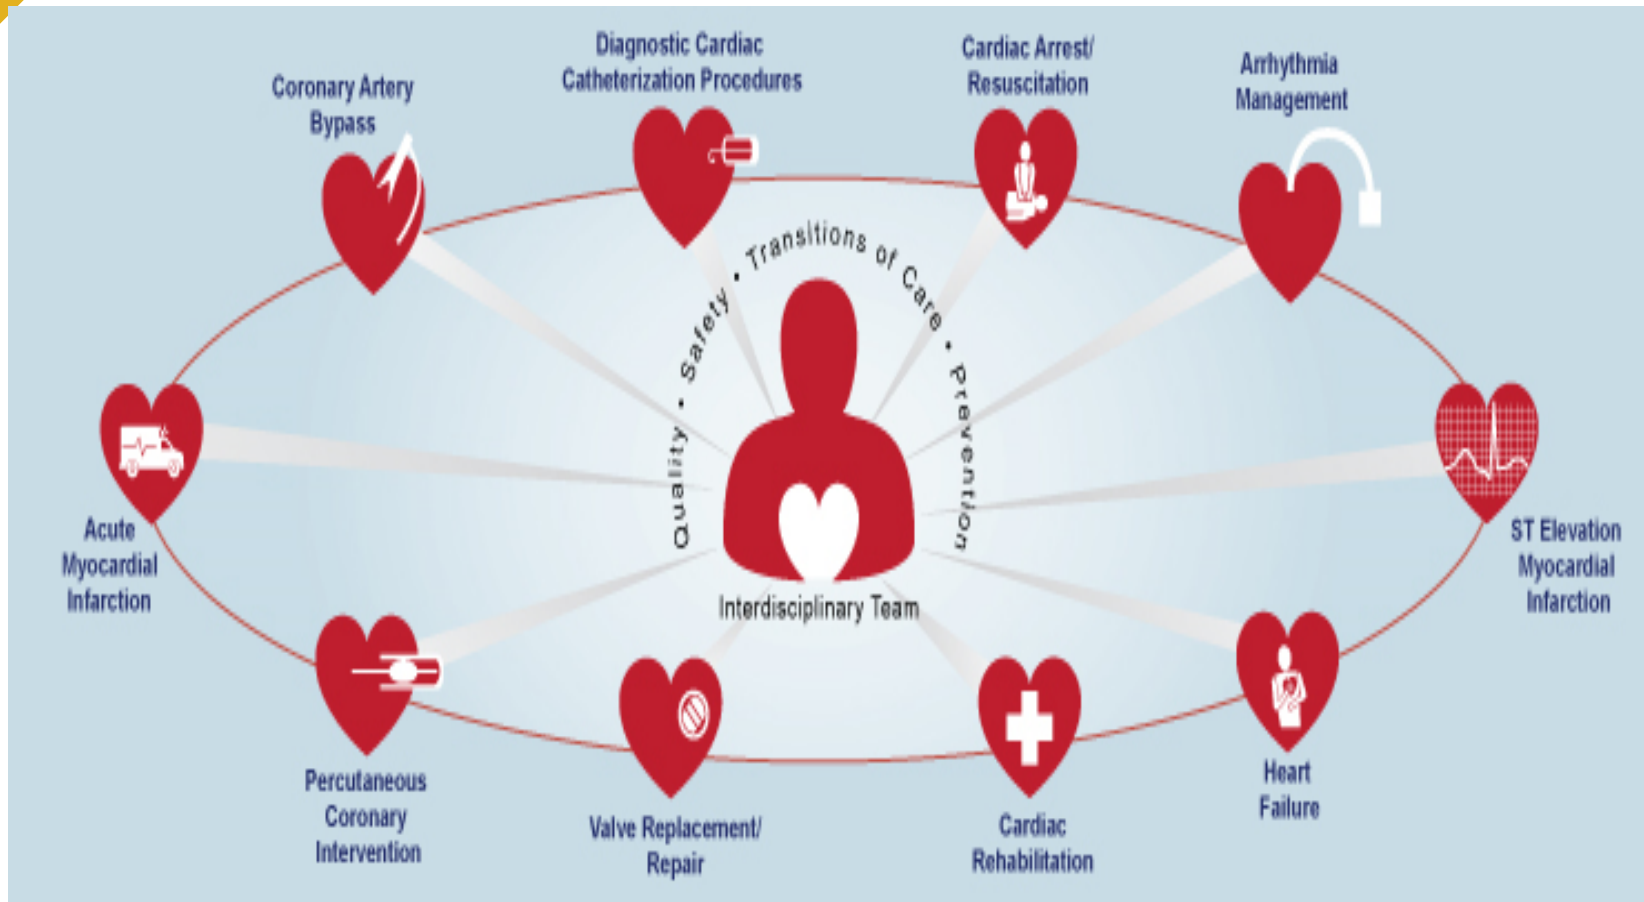 Diagnostic Cardiac
Catheterization Procedures
Cardiac Arrest/
Resuscitation
Arrhythmia
Management
Coronary Artery
Bypass
Quality • Safety • Transitions of Care • Prevention
Interdisciplinary Team
Acute
Myocardial
Infarction
ST Elevation
Myocardial
Infarction
Percutaneous
Coronary
Intervention
Valve Replacement/
Repair
Cardiac
Rehabilitation
Heart
Failure